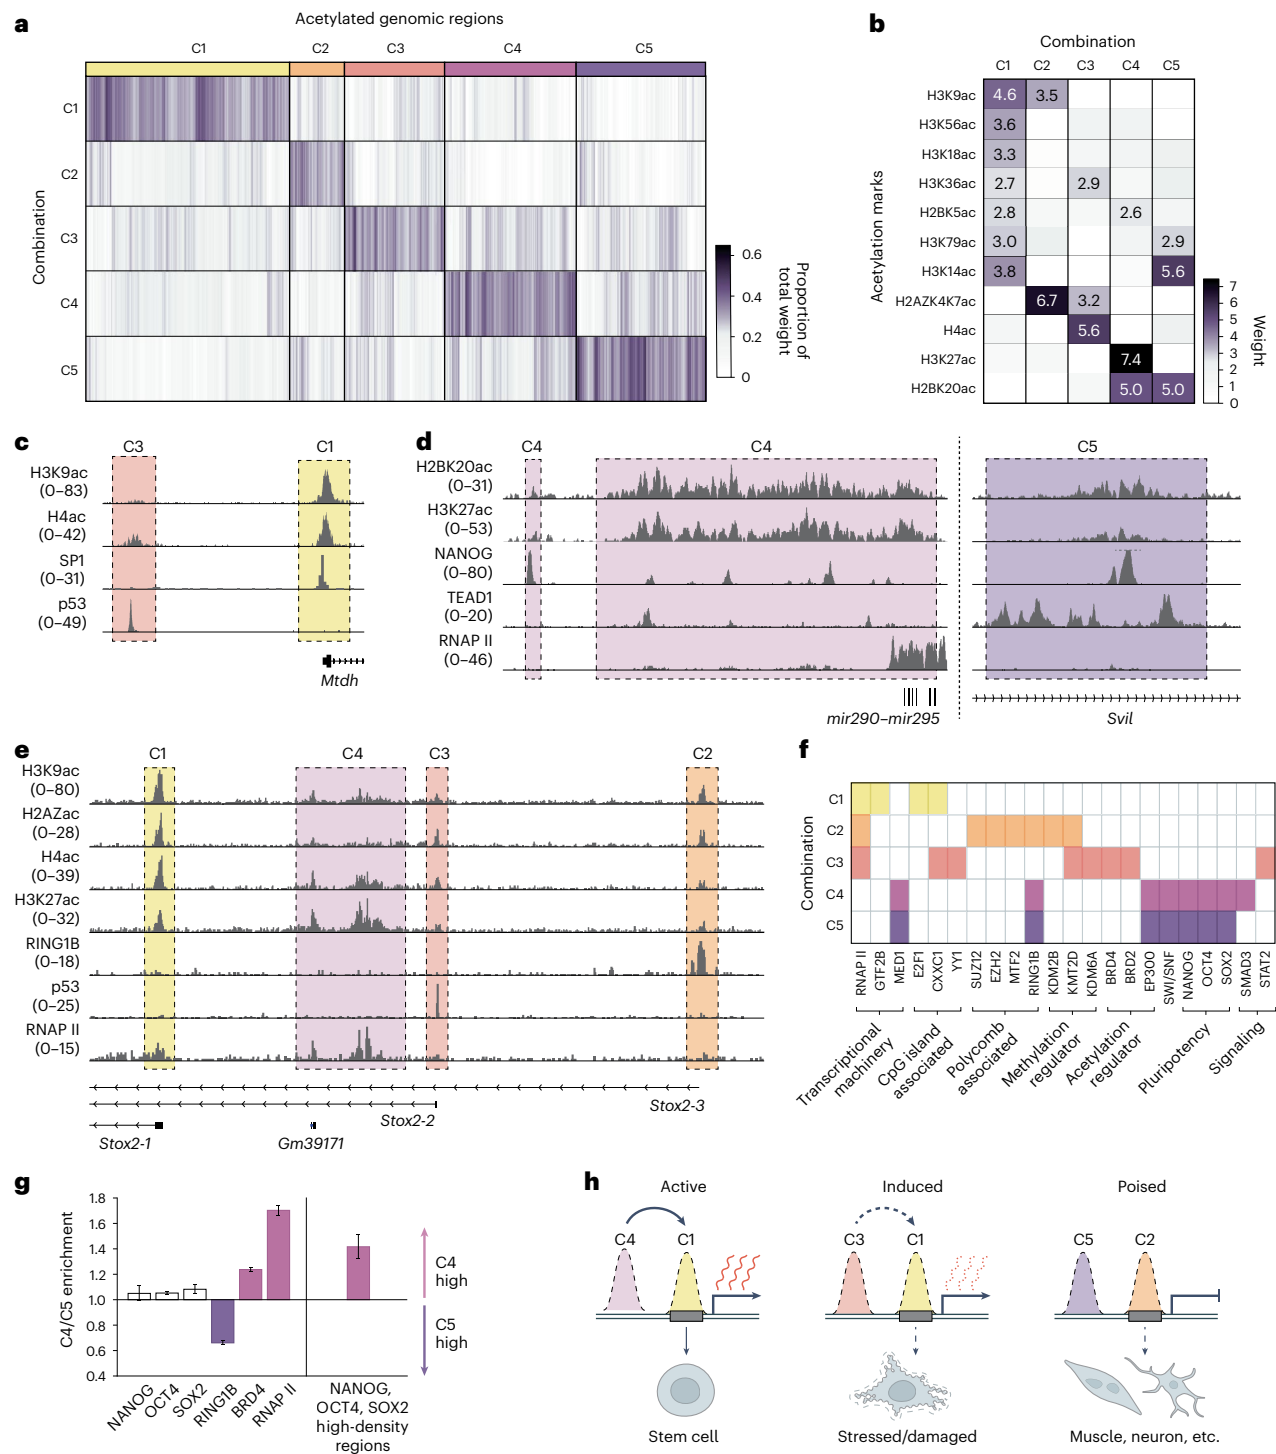 a
Acetylated genomic regions
C1 C2 C3 C4 C5
C1
C2
C3
C4
C5
Combination
0.6
0.4
0.2
0
Proportion of
total weight
b
Combination
C1 C2 C3 C4 C5
Acetylation marks
H3K9ac 4.6 3.5
H3K56ac 3.6
H3K18ac 3.3
H3K36ac 2.7 2.9
H2BK5ac 2.8 2.6
H3K79ac 3.0 2.9
H3K14ac 3.8 5.6
H2AZK4K7ac 6.7 3.2
H4ac 5.6
H3K27ac 7.4
H2BK20ac 5.0 5.0
7
6
5
4
3
2
1
0
Weight
c
C3 C1
H3K9ac
(0–83)
H4ac
(0–42)
SP1
(0–31)
p53
(0–49)
Mtdh
d
C4 C4 C5
H2BK20ac
(0–31)
H3K27ac
(0–53)
NANOG
(0–80)
TEAD1
(0–20)
RNAP II
(0–46)
mir290–mir295
Svil
e
C1 C4 C3 C2
H3K9ac
(0–80)
H2AZac
(0–28)
H4ac
(0–39)
H3K27ac
(0–32)
RING1B
(0–18)
p53
(0–25)
RNAP II
(0–15)
Stox2-3
Stox2-2
Stox2-1
Gm39171
f
Combination
C1
C2
C3
C4
C5
RNAP II
GTF2B
MED1
E2F1
CXXC1
YY1
SUZ12
EZH2
MTF2
RING1B
KDM2B
KMT2D
KDM6A
BRD4
BRD2
EP300
SWI/SNF
NANOG
OCT4
SOX2
SMAD3
STAT2
Transcriptional
machinery
CpG island
associated
Polycomb
associated
Methylation
regulator
Acetylation
regulator
Pluripotency
Signaling
g
C4/C5 enrichment
1.8
1.6
1.4
1.2
1.0
0.8
0.6
0.4
C4
high
C5
high
NANOG
OCT4
SOX2
RING1B
BRD4
RNAP II
NANOG,
OCT4, SOX2
high-density
regions
h
Active
C4 C1
Stem cell
Induced
C3 C1
Stressed/damaged
Poised
C5 C2
Muscle, neuron, etc.